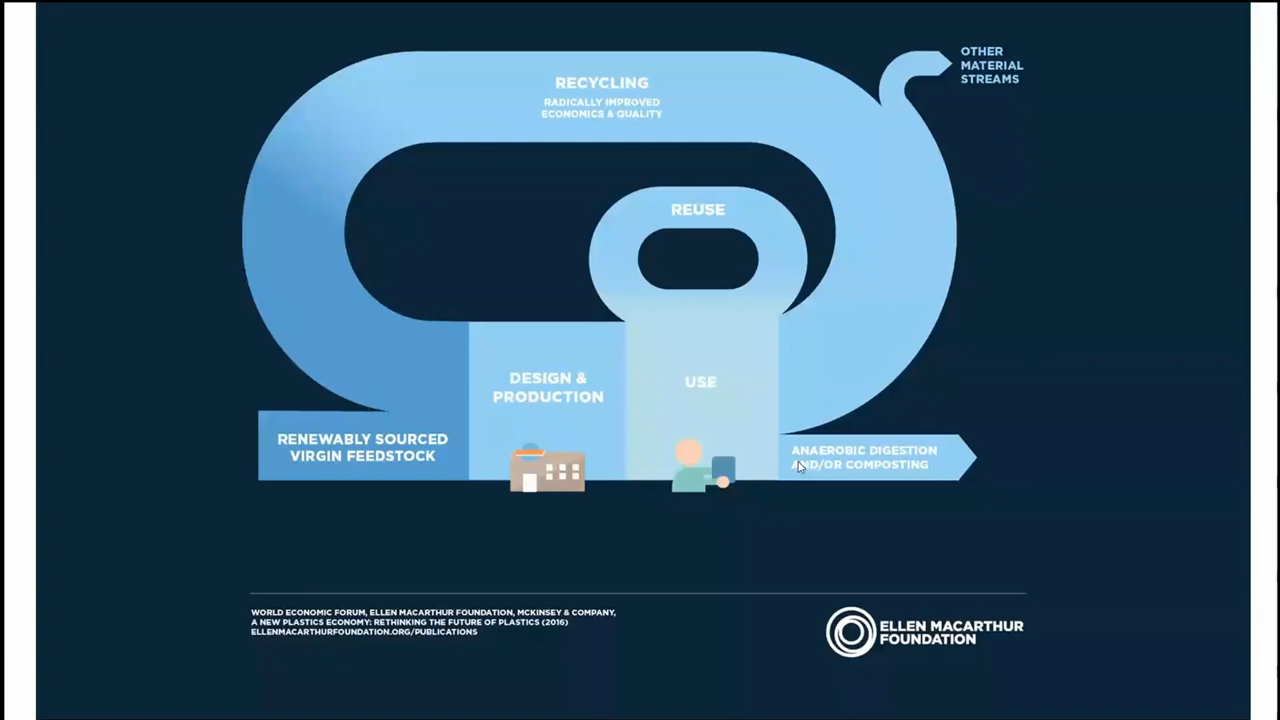 OTHER
MATERIAL
STREAMS
RECYCLING
RADICALLY IMPROVED
ECONOMICS & QUALITY
REUSE
DESIGN &
PRODUCTION
USE
RENEWABLY SOURCED
VIRGIN FEEDSTOCK
ANAEROBIC DIGESTION
AND/OR COMPOSTING
WORLD ECONOMIC FORUM, ELLEN MACARTHUR FOUNDATION, MCKINSEY & COMPANY,
A NEW PLASTICS ECONOMY: RETHINKING THE FUTURE OF PLASTICS (2016)
ELLENMACARTHURFOUNDATION.ORG/PUBLICATIONS
ELLEN MACARTHUR
FOUNDATION